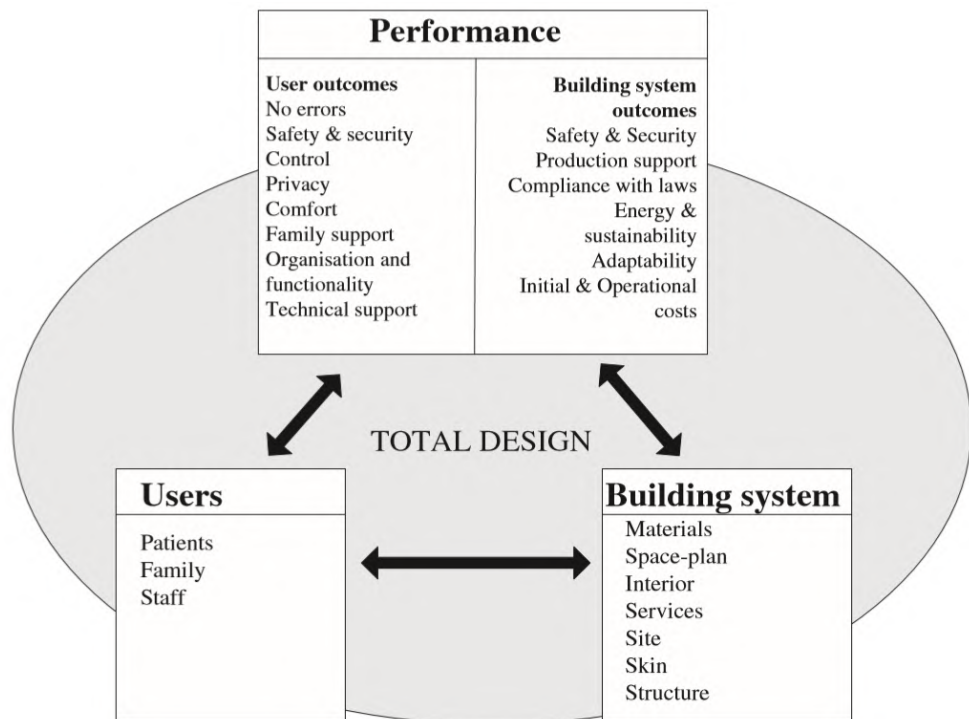 Performance
User outcomes
No errors
Safety & security
Control
Privacy
Comfort
Family support
Organisation and
functionality
Technical support
Building system
outcomes
Safety & Security
Production support
Compliance with laws
Energy &
sustainability
Adaptability
Initial & Operational
costs
TOTAL DESIGN
Users
Patients
Family
Staff
Building system
Materials
Space-plan
Interior
Services
Site
Skin
Structure